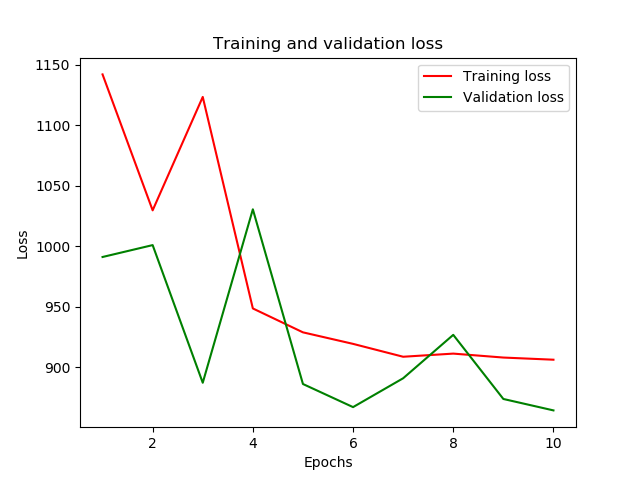 Training and validation loss
Training loss
Validation loss
1150
1100
1050
1000
950
900
Loss
2
4
6
8
10
Epochs